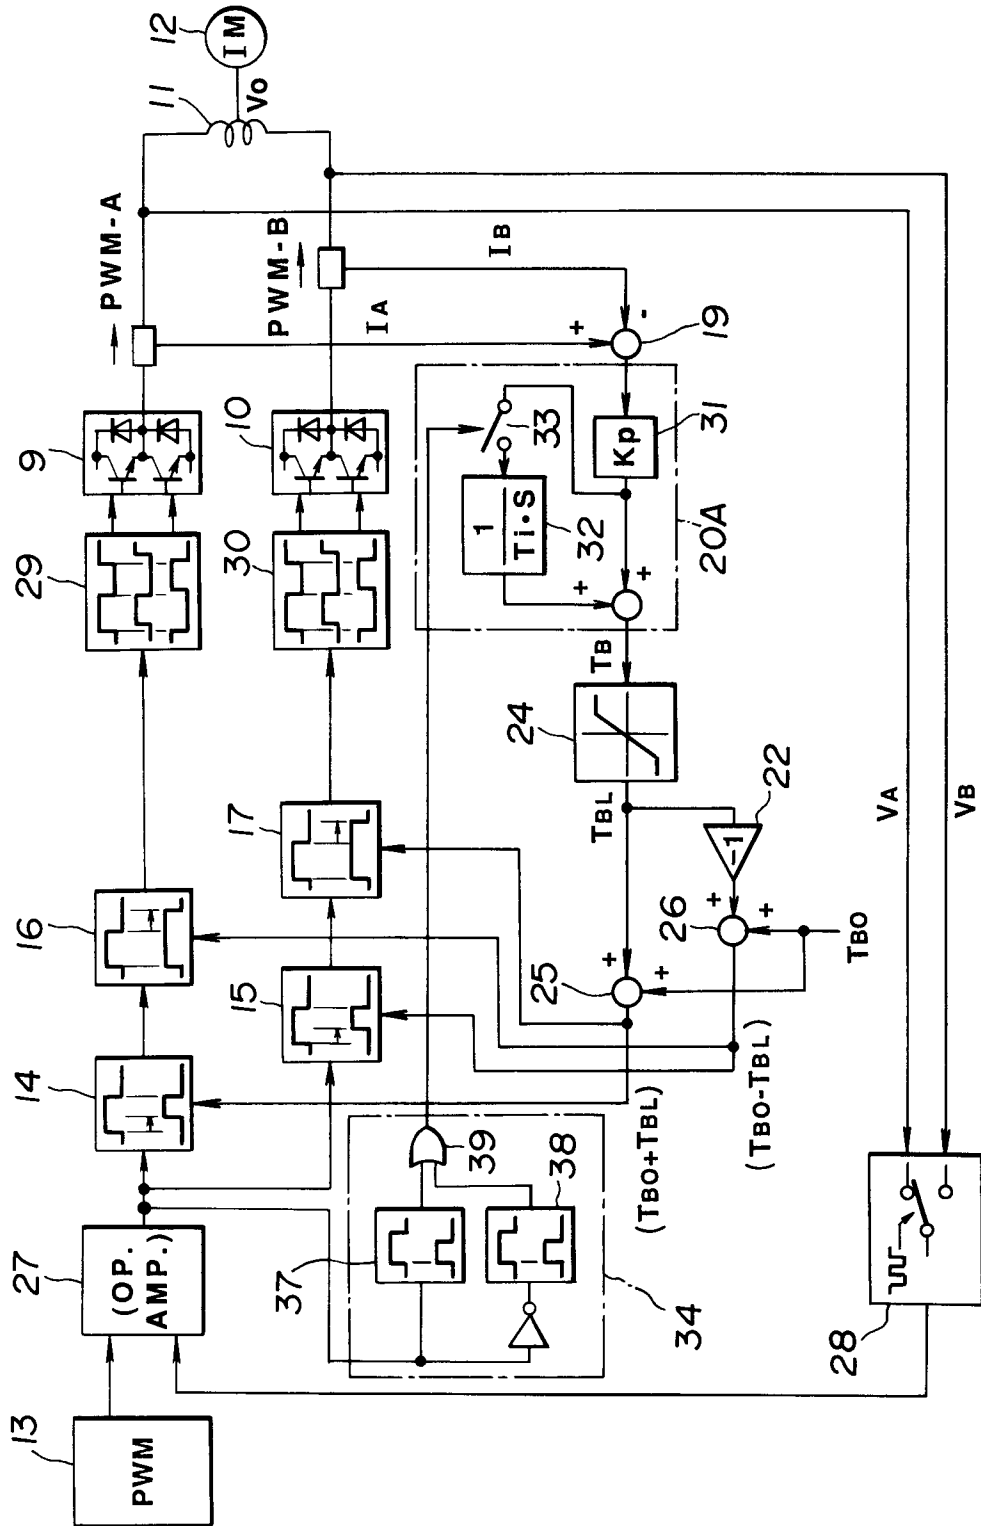 12
IM
11
Vo
PWM-A
PWM-B
IA
IB
9
10
+
-
19
33
Kp
31
1
Ti·S
32
+
+
20A
29
30
TB
24
TBL
22
-1
17
16
15
14
+
+
25
+
+
26
TBO
(TBO+TBL)
(TBO-TBL)
VA
VB
39
37
38
34
27
(OP. AMP.)
28
13
PWM